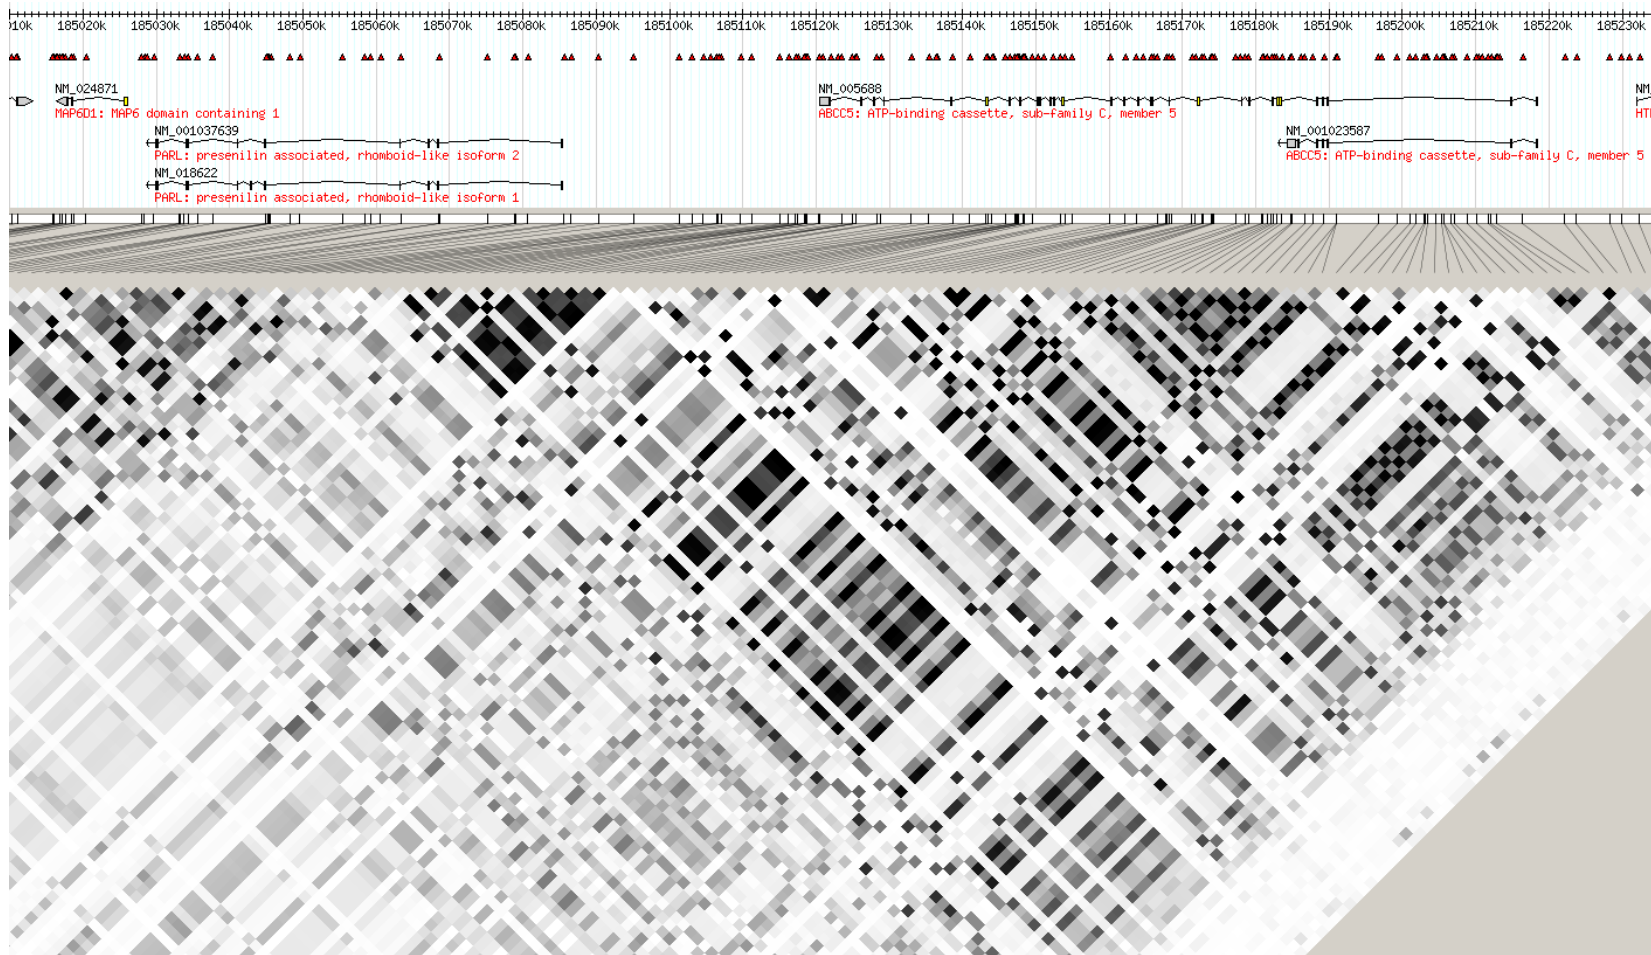 010k 185020k 185030k 185040k 185060k 185070k 185080k 185090k 185100k 185110k 185120k 185130k 185140k 185150k 185160k 185170k 185180k 185190k 185200k 185210k 185220k 185230k
NM_024871 NM_005688 NM_
MAP6D1: MAP6 domain containing 1 ABCC5: ATP-binding cassette, sub-family C, member 5 HTR
NM_001037639 NM_001023587
PARL: presenilin associated, rhomboid-like isoform 2 ABCC5: ATP-binding cassette, sub-family C, member 5
NM_018622
PARL: presenilin associated, rhomboid-like isoform 1